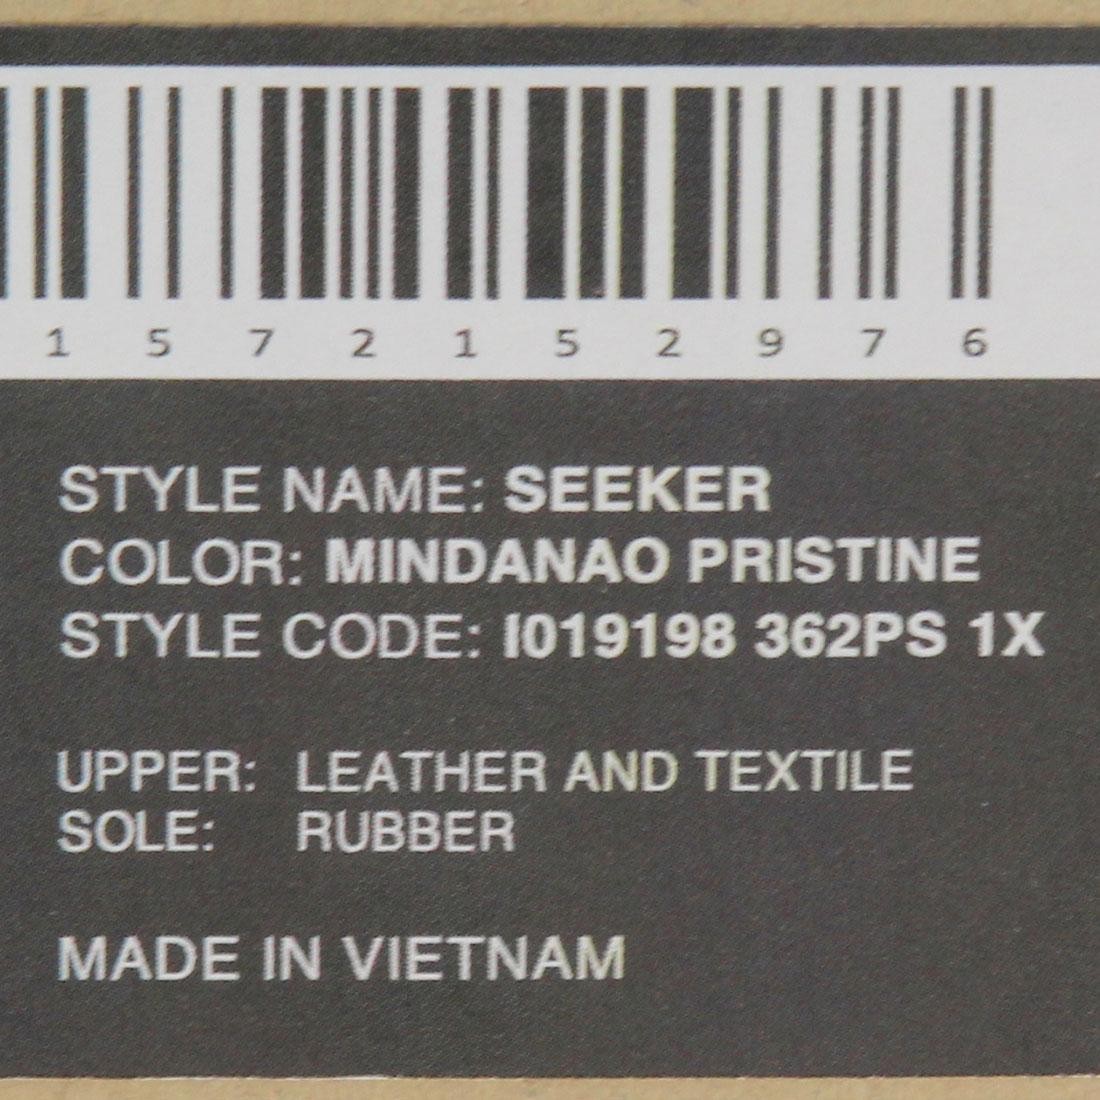 1 5 7 2 1 5 2 9 7 6
STYLE NAME: SEEKER
COLOR: MINDANAO PRISTINE
STYLE CODE: I019198 362PS 1X
UPPER: LEATHER AND TEXTILE
SOLE: RUBBER
MADE IN VIETNAM